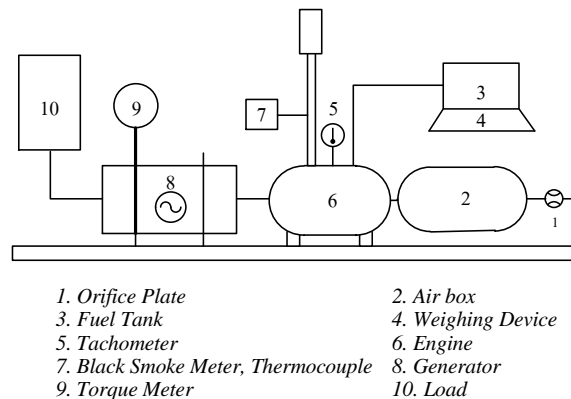 10
9
7
5
3
4
8
6
2
1
1. Orifice Plate 2. Air box
3. Fuel Tank 4. Weighing Device
5. Tachometer 6. Engine
7. Black Smoke Meter, Thermocouple 8. Generator
9. Torque Meter 10. Load